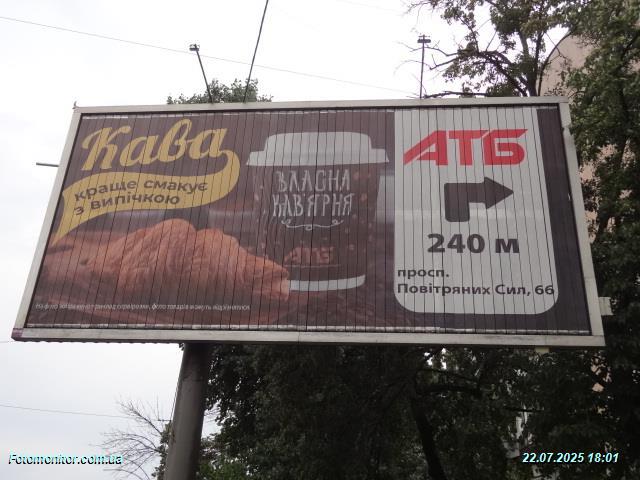 Кава
краще смакує
з випічкою
ВЛАСНА
КАВ'ЯРНЯ
АТБ
АТБ
240 м
просп.
Повітряних Сил, 66
Fotomonitor.com.ua
22.07.2025 18:01